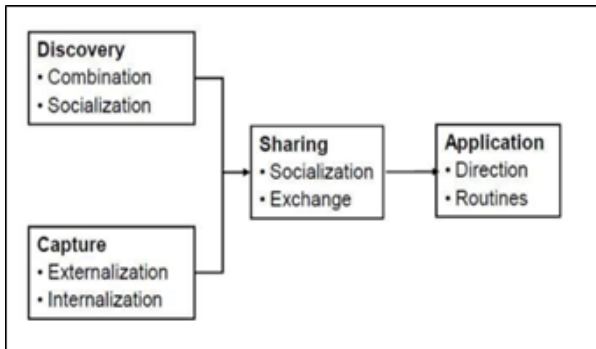 Discovery
• Combination
• Socialization
Sharing
• Socialization
• Exchange
Application
• Direction
• Routines
Capture
• Externalization
• Internalization